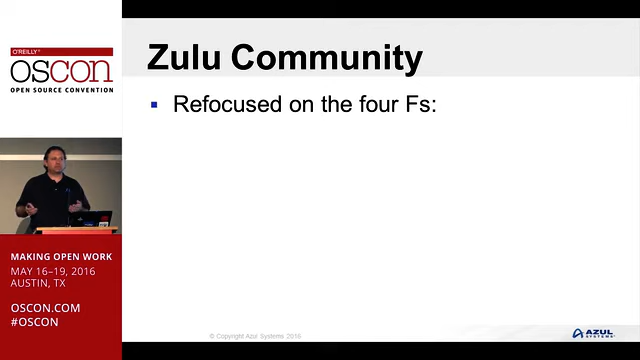 O'REILLY
OSCON
OPEN SOURCE CONVENTION
MAKING OPEN WORK
MAY 16–19, 2016
AUSTIN, TX
OSCON.COM
#OSCON
Zulu Community
▪ Refocused on the four Fs:
© Copyright Azul Systems 2016
AZUL
SYSTEMS